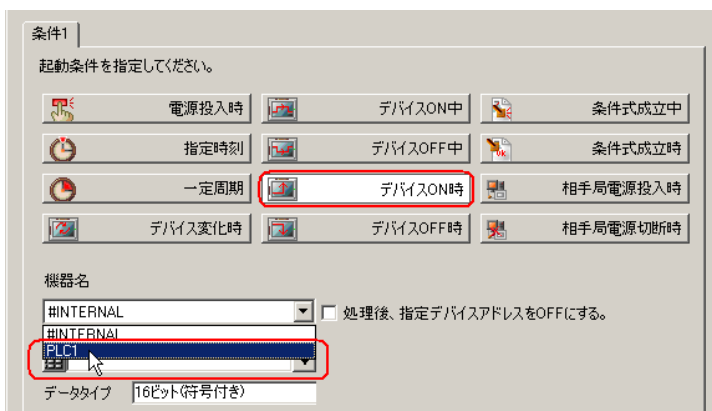 条件1
起動条件を指定してください。
電源投入時 デバイスON中 条件式成立中
指定時刻 デバイスOFF中 条件式成立時
一定周期 デバイスON時 相手局電源投入時
デバイス変化時 デバイスOFF時 相手局電源切断時
機器名
#INTERNAL 処理後、指定デバイスアドレスをOFFにする。
#INTERNAL
PLC1
データタイプ 16ビット(符号付き)